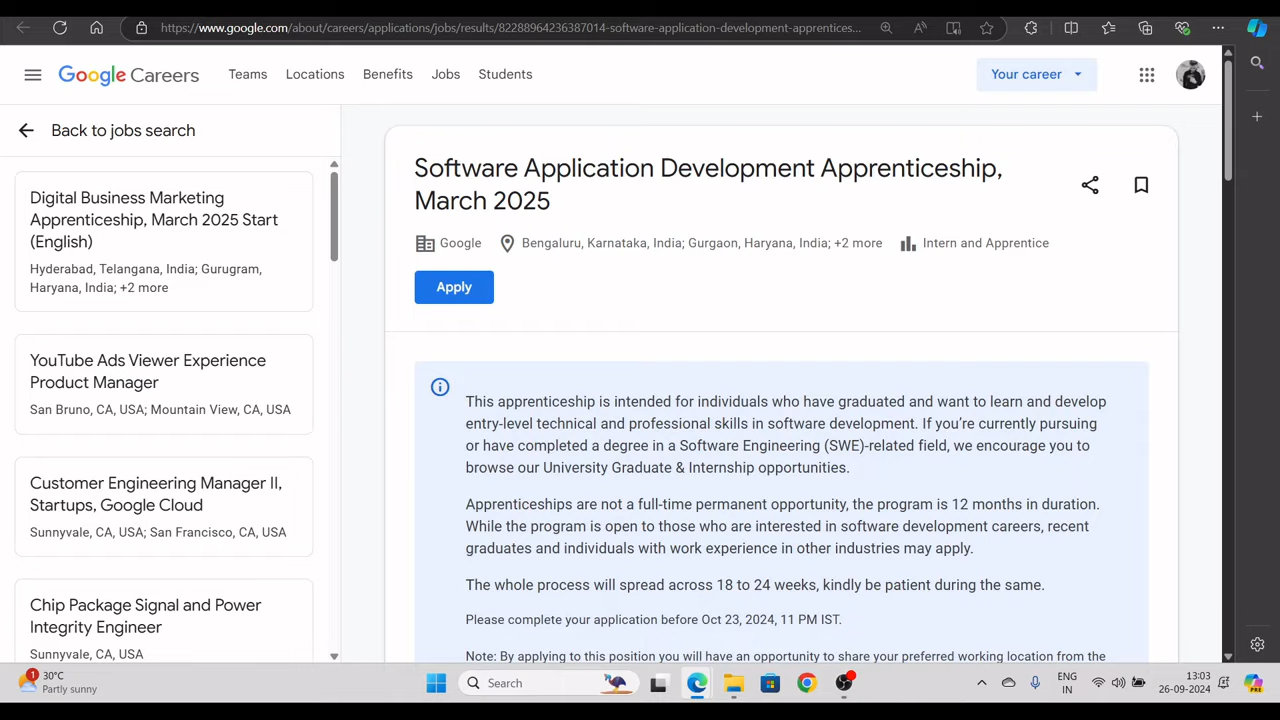 https://www.google.com/about/careers/applications/jobs/results/82288964236387014-software-application-development-apprentices...
Google Careers
Teams
Locations
Benefits
Jobs
Students
Your career
Back to jobs search
Digital Business Marketing
Apprenticeship, March 2025 Start
(English)
Hyderabad, Telangana, India; Gurugram,
Haryana, India; +2 more
YouTube Ads Viewer Experience
Product Manager
San Bruno, CA, USA; Mountain View, CA, USA
Customer Engineering Manager II,
Startups, Google Cloud
Sunnyvale, CA, USA; San Francisco, CA, USA
Chip Package Signal and Power
Integrity Engineer
Sunnyvale, CA, USA
Software Application Development Apprenticeship,
March 2025
Google
Bengaluru, Karnataka, India; Gurgaon, Haryana, India; +2 more
Intern and Apprentice
Apply
This apprenticeship is intended for individuals who have graduated and want to learn and develop
entry-level technical and professional skills in software development. If you’re currently pursuing
or have completed a degree in a Software Engineering (SWE)-related field, we encourage you to
browse our University Graduate & Internship opportunities.
Apprenticeships are not a full-time permanent opportunity, the program is 12 months in duration.
While the program is open to those who are interested in software development careers, recent
graduates and individuals with work experience in other industries may apply.
The whole process will spread across 18 to 24 weeks, kindly be patient during the same.
Please complete your application before Oct 23, 2024, 11 PM IST.
Note: By applying to this position you will have an opportunity to share your preferred working location from the
1
30°C
Partly sunny
Search
ENG
IN
13:03
26-09-2024
PRE